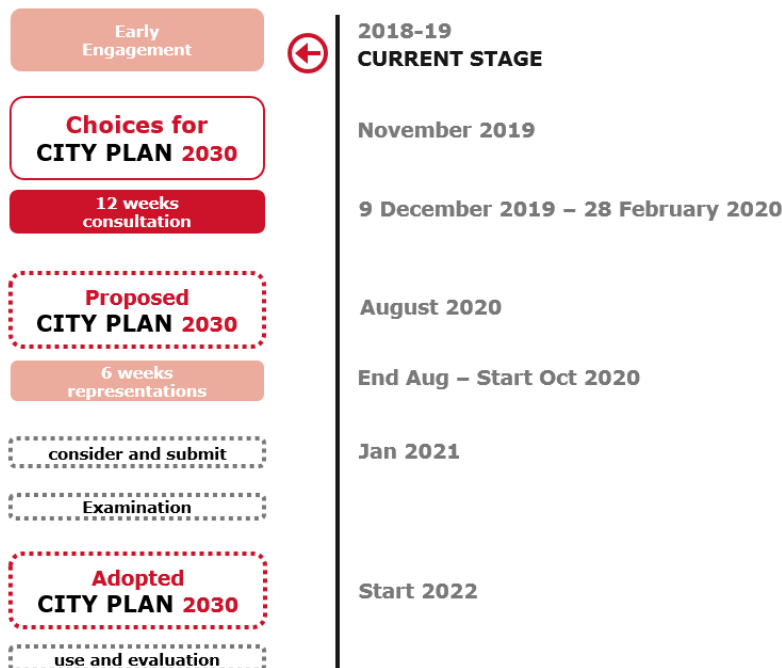 Early
Engagement
2018-19
CURRENT STAGE
Choices for
CITY PLAN 2030
November 2019
12 weeks
consultation
9 December 2019 – 28 February 2020
Proposed
CITY PLAN 2030
August 2020
6 weeks
representations
End Aug – Start Oct 2020
consider and submit
Jan 2021
Examination
Adopted
CITY PLAN 2030
Start 2022
use and evaluation